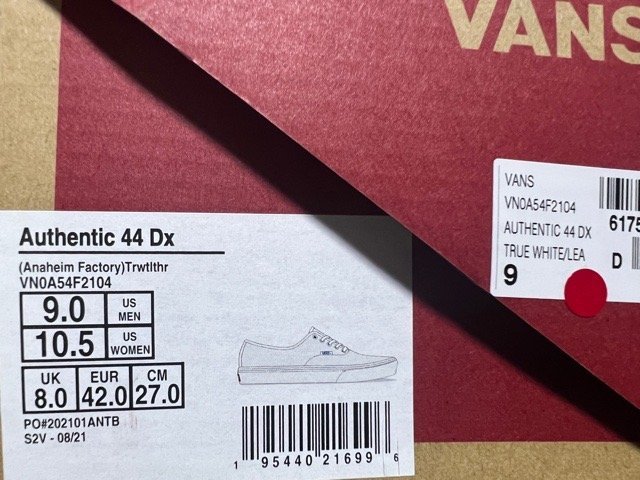 VANS
VANS
VN0A54F2104
AUTHENTIC 44 DX
TRUE WHITE/LEA
9
6175
D
Authentic 44 Dx
(Anaheim Factory)Trwtlthr
VN0A54F2104
9.0 US MEN
10.5 US WOMEN
UK EUR CM
8.0 42.0 27.0
PO#202101ANTB
S2V - 08/21
1 95440 21699 6